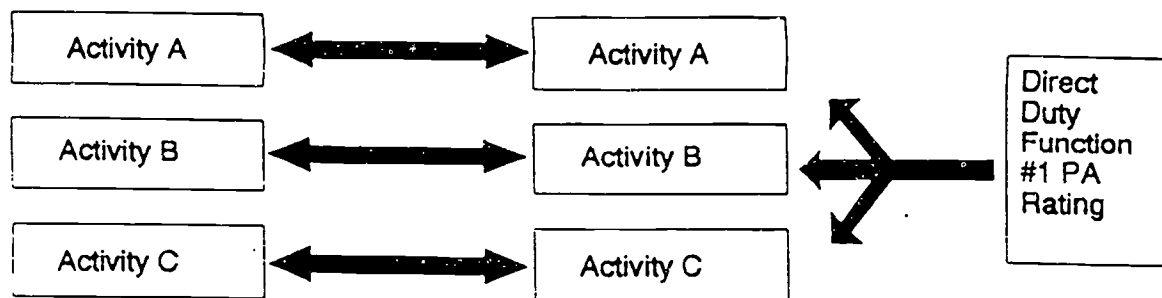 Activity A
Activity A
Activity B
Activity B
Activity C
Activity C
Direct
Duty
Function
#1 PA
Rating